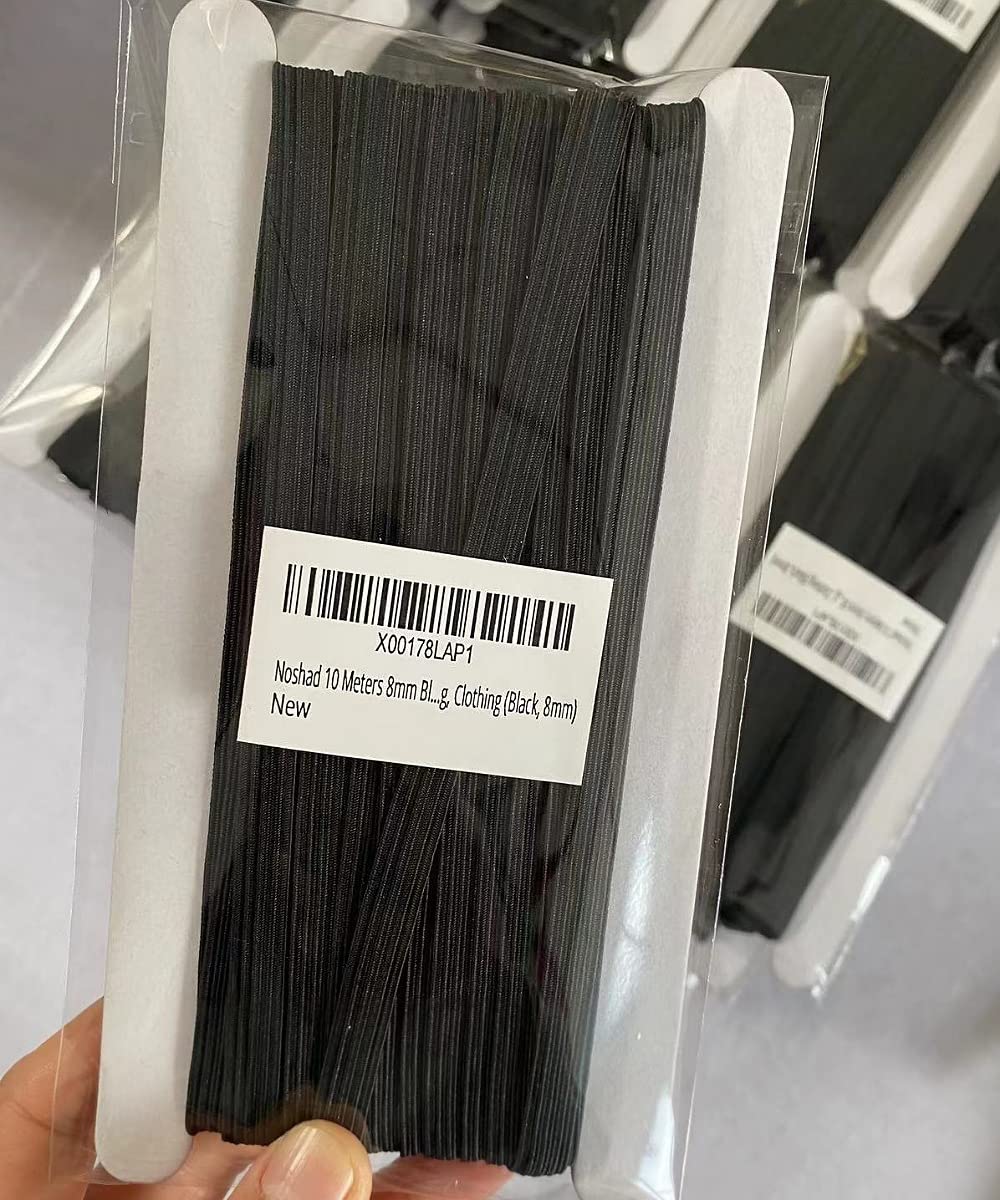 X00178LAP1
Noshad 10 Meters 8mm Bl...g, Clothing (Black, 8mm)
New